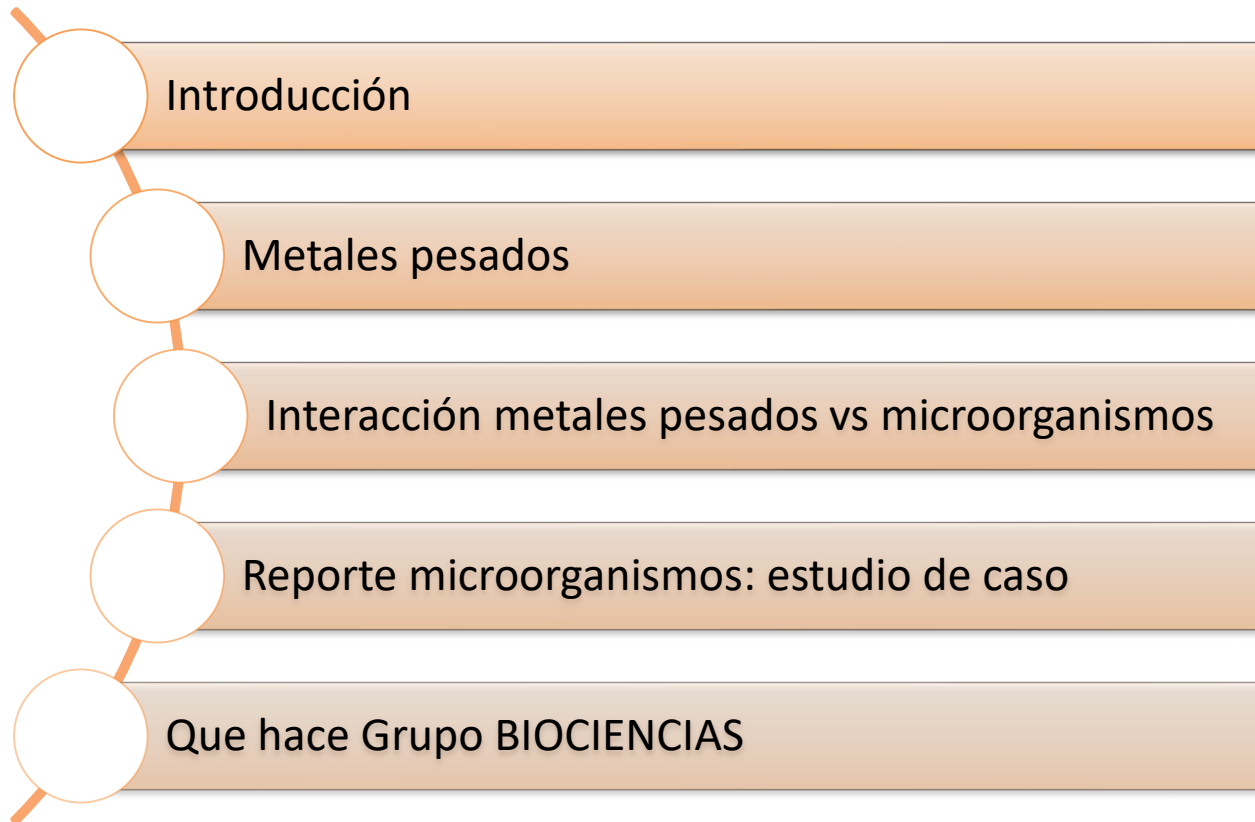 Introducción
Metales pesados
Interacción metales pesados vs microorganismos
Reporte microorganismos: estudio de caso
Que hace Grupo BIOCIENCIAS